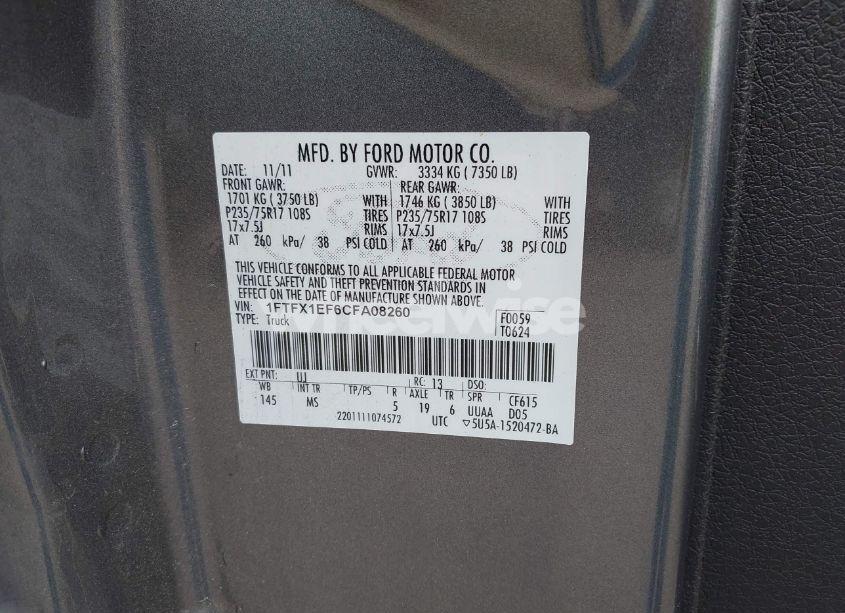 MFD. BY FORD MOTOR CO.
DATE: 11/11 GVWR: 3334 KG ( 7350 LB)
FRONT GAWR: REAR GAWR:
1701 KG ( 3750 LB) WITH 1746 KG ( 3850 LB) WITH
P235/75R17 108S TIRES P235/75R17 108S TIRES
17x7.5J RIMS 17x7.5J RIMS
AT 260 kPa/ 38 PSI COLD AT 260 kPa/ 38 PSI COLD
THIS VEHICLE CONFORMS TO ALL APPLICABLE FEDERAL MOTOR
VEHICLE SAFETY AND THEFT PREVENTION STANDARDS IN
EFFECT ON THE DATE OF MANUFACTURE SHOWN ABOVE.
VIN: 1FTFX1EF6CFA08260 F0059
TYPE: Truck T0624
EXT PNT: UJ RC: 13 DSO:
WB INT TR TP/PS R AXLE TR SPR CF615
145 MS 5 19 6 UUAA D05
2201111074572 UTC ▽5U5A-1520472-BA
wheelwise